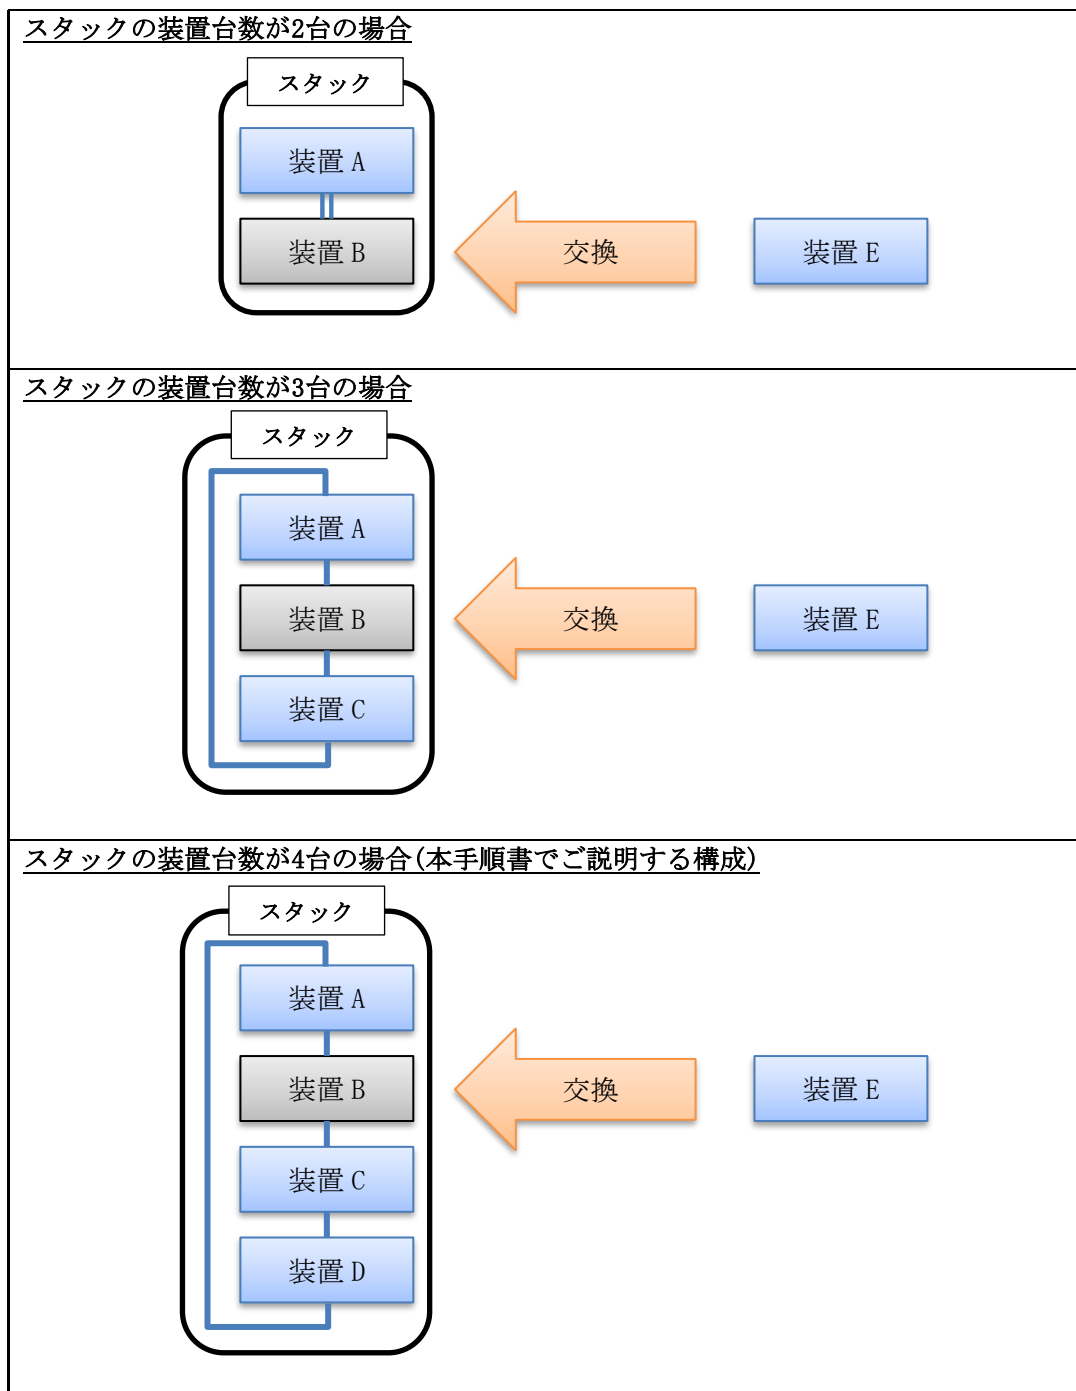 スタックの装置台数が2台の場合
スタック
装置 A
装置 B
交換
装置 E
スタックの装置台数が3台の場合
スタック
装置 A
装置 B
交換
装置 E
装置 C
スタックの装置台数が4台の場合(本手順書でご説明する構成)
スタック
装置 A
装置 B
交換
装置 E
装置 C
装置 D